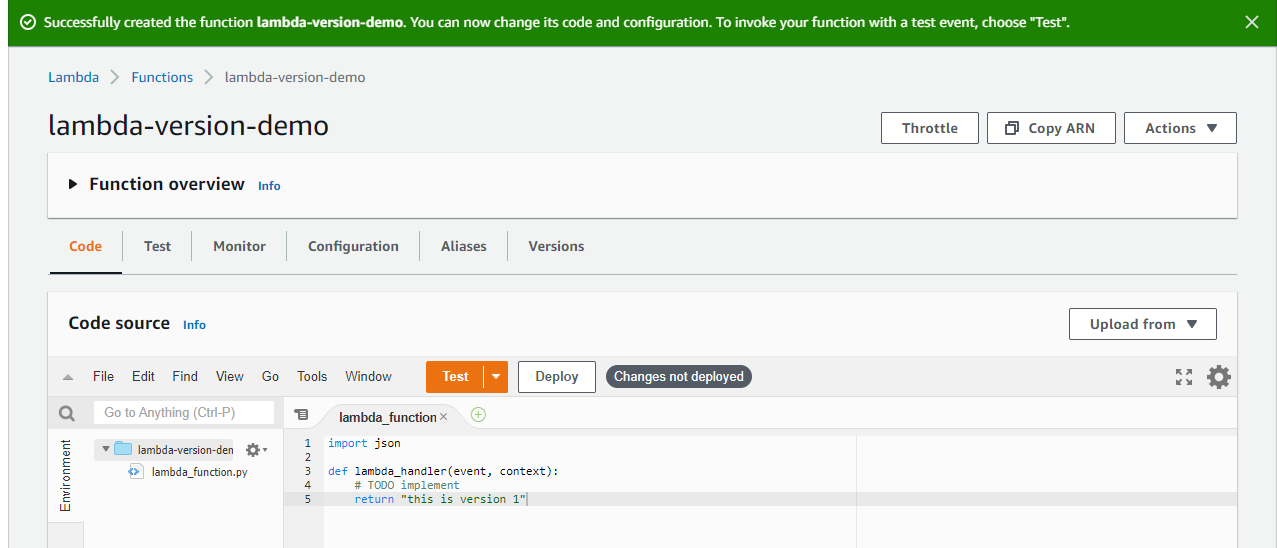 Successfully created the function lambda-version-demo. You can now change its code and configuration. To invoke your function with a test event, choose "Test".
Lambda Functions lambda-version-demo
lambda-version-demo
Throttle Copy ARN Actions
Function overview Info
Code Test Monitor Configuration Aliases Versions
Code source Info
Upload from
File Edit Find View Go Tools Window Test Deploy Changes not deployed
Go to Anything (Ctrl-P)
lambda_function
Environment
lambda-version-den
lambda_function.py
1 import json
2
3 def lambda_handler(event, context):
4 # TODO implement
5 return "this is version 1"